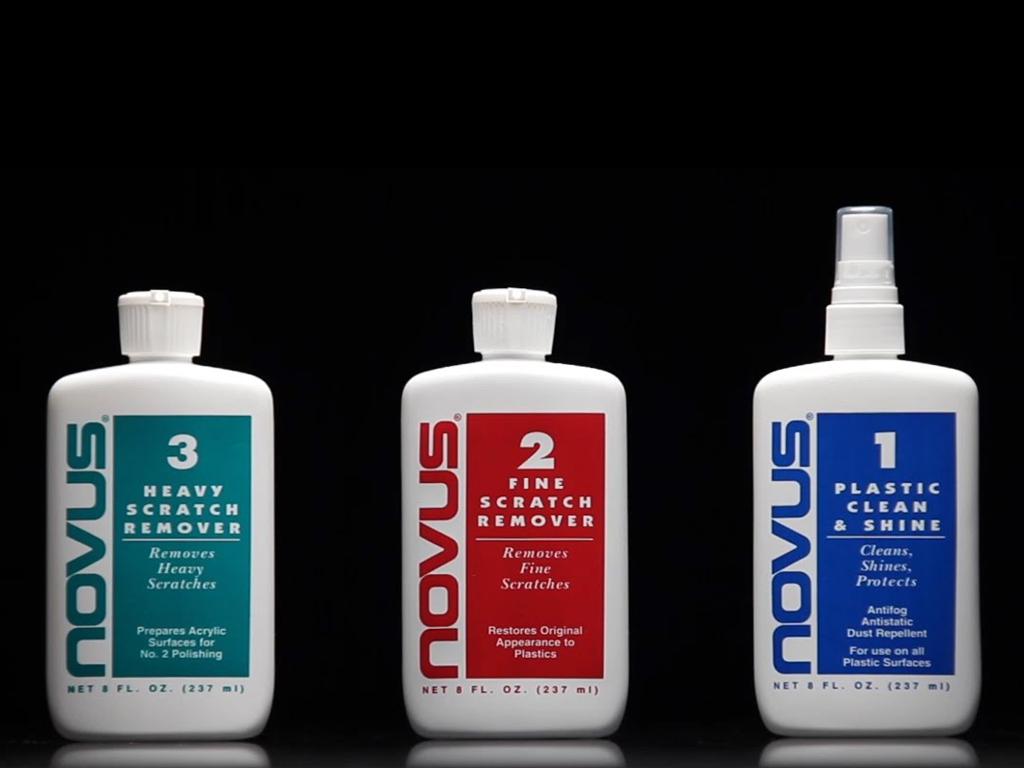 NOVUS®
3
HEAVY
SCRATCH
REMOVER
Removes
Heavy
Scratches
Prepares Acrylic
Surfaces for
No. 2 Polishing
NET 8 FL. OZ. (237 ml)
NOVUS®
2
FINE
SCRATCH
REMOVER
Removes
Fine
Scratches
Restores Original
Appearance to
Plastics
NET 8 FL. OZ. (237 ml)
NOVUS®
1
PLASTIC
CLEAN
& SHINE
Cleans,
Shines,
Protects
Antifog
Antistatic
Dust Repellent
For use on all
Plastic Surfaces
NET 8 FL. OZ. (237 ml)